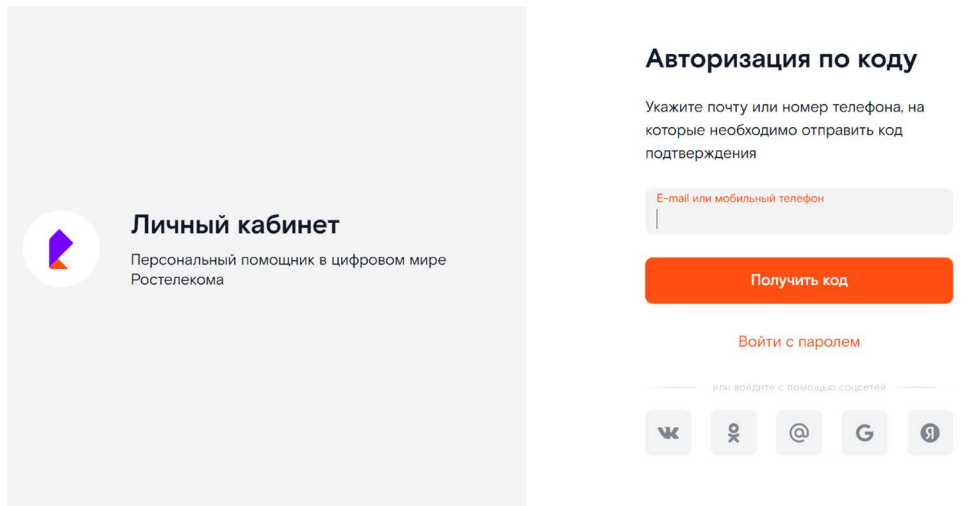 Личный кабинет
Персональный помощник в цифровом мире
Ростелекома
Авторизация по коду
Укажите почту или номер телефона, на
которые необходимо отправить код
подтверждения
E-mail или мобильный телефон
Получить код
Войти с паролем
или войдите с помощью соцсетей